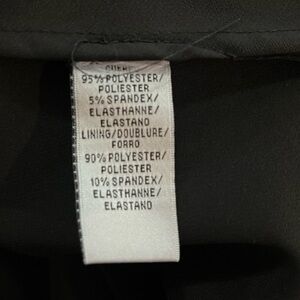 95% POLYESTER/
POLIESTER
5% SPANDEX/
ELASTHANNE/
ELASTANO
LINING/DOUBLURE/
FORRO
90% POLYESTER/
POLIESTER
10% SPANDEX/
ELASTHANNE/
ELASTANO